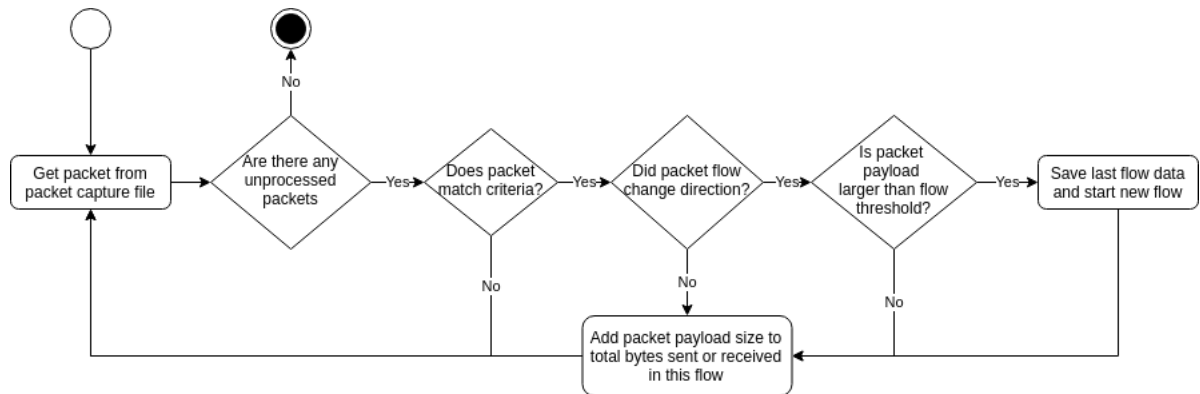 No
Get packet from
packet capture file
Are there any
unprocessed
packets
Yes
Does packet
match criteria?
Yes
Did packet flow
change direction?
Yes
Is packet
payload
larger than flow
threshold?
Yes
Save last flow data
and start new flow
No
No
No
Add packet payload size to
total bytes sent or received
in this flow